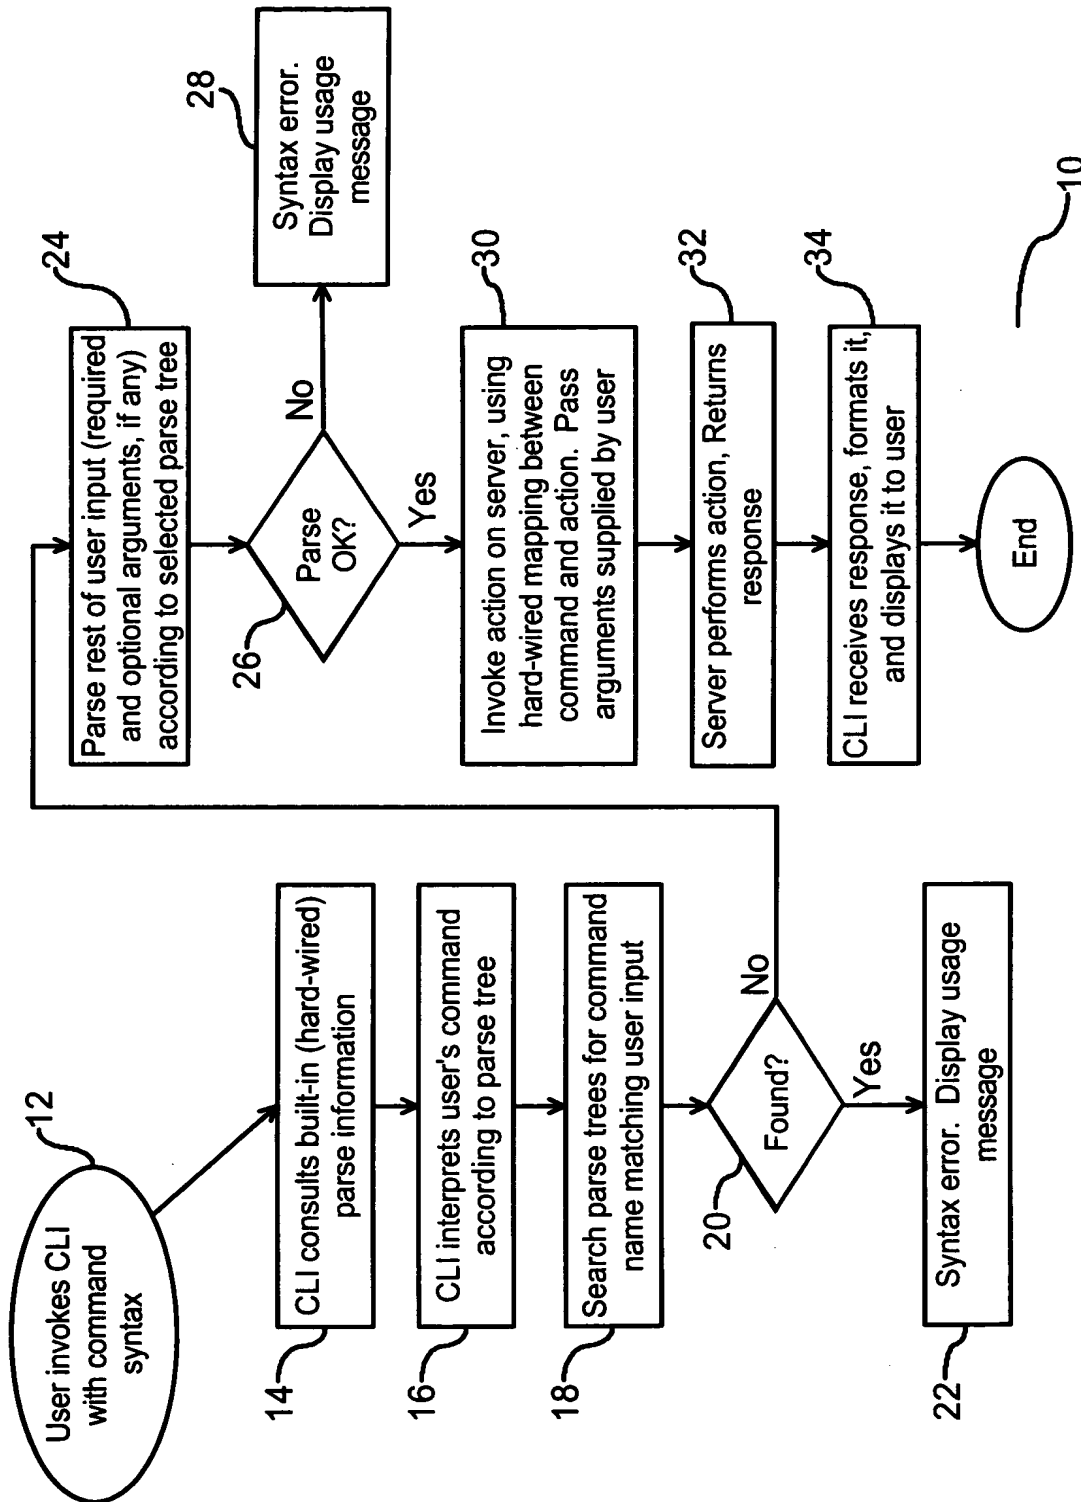 12
User invokes CLI
with command
syntax
14
CLI consults built-in (hard-wired)
parse information
16
CLI interprets user's command
according to parse tree
18
Search parse trees for command
name matching user input
20
Found?
No
Yes
22
Syntax error. Display usage
message
24
Parse rest of user input (required
and optional arguments, if any)
according to selected parse tree
26
Parse
OK?
No
Yes
28
Syntax error.
Display usage
message
30
Invoke action on server, using
hard-wired mapping between
command and action. Pass
arguments supplied by user
32
Server performs action, Returns
response
34
CLI receives response, formats it,
and displays it to user
End
10